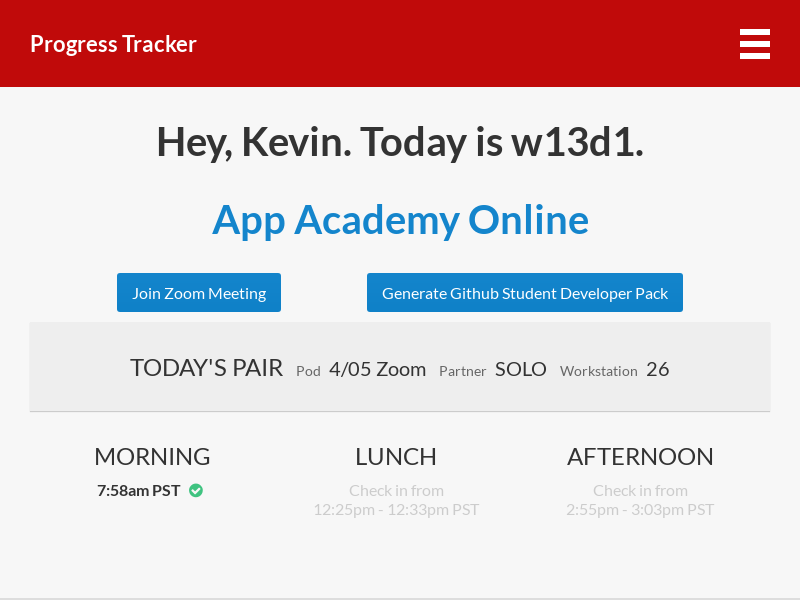 Progress Tracker
Hey, Kevin. Today is w13d1.
App Academy Online
Join Zoom Meeting Generate Github Student Developer Pack
TODAY'S PAIR Pod 4/05 Zoom Partner SOLO Workstation 26
MORNING LUNCH AFTERNOON
7:58am PST Check in from Check in from
12:25pm - 12:33pm PST 2:55pm - 3:03pm PST